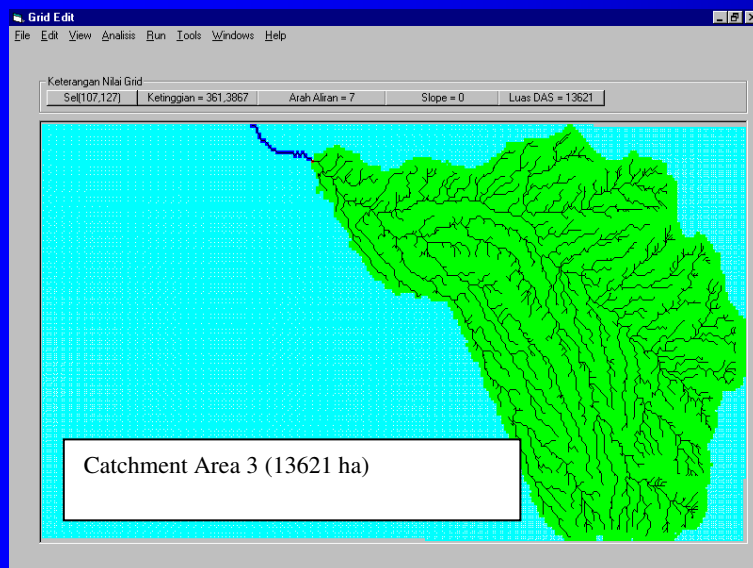 Grid Edit
File Edit View Analisis Run Tools Windows Help
Keterangan Nilai Grid
Sel(107,127) Ketinggian = 361,3867 Arah Aliran = 7 Slope = 0 Luas DAS = 13621
Catchment Area 3 (13621 ha)